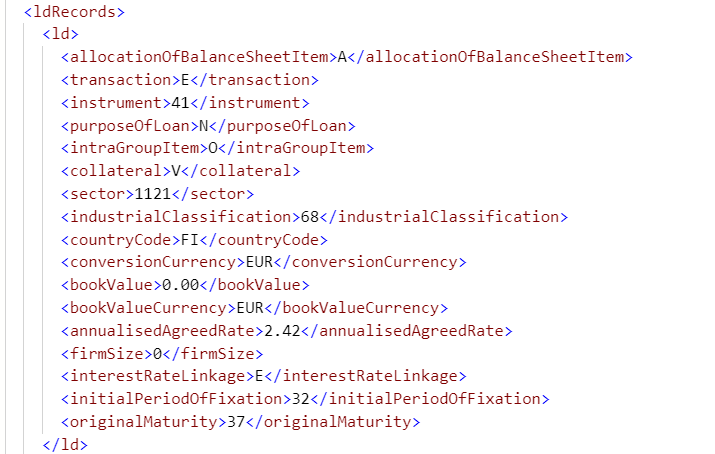 <ldRecords>
<ld>
<allocationOfBalanceSheetItem>A</allocationOfBalanceSheetItem>
<transaction>E</transaction>
<instrument>41</instrument>
<purposeOfLoan>N</purposeOfLoan>
<intraGroupItem>O</intraGroupItem>
<collateral>V</collateral>
<sector>1121</sector>
<industrialClassification>68</industrialClassification>
<countryCode>FI</countryCode>
<conversionCurrency>EUR</conversionCurrency>
<bookValue>0.00</bookValue>
<bookValueCurrency>EUR</bookValueCurrency>
<annualisedAgreedRate>2.42</annualisedAgreedRate>
<firmSize>0</firmSize>
<interestRateLinkage>E</interestRateLinkage>
<initialPeriodOfFixation>32</initialPeriodOfFixation>
<originalMaturity>37</originalMaturity>
</ld>